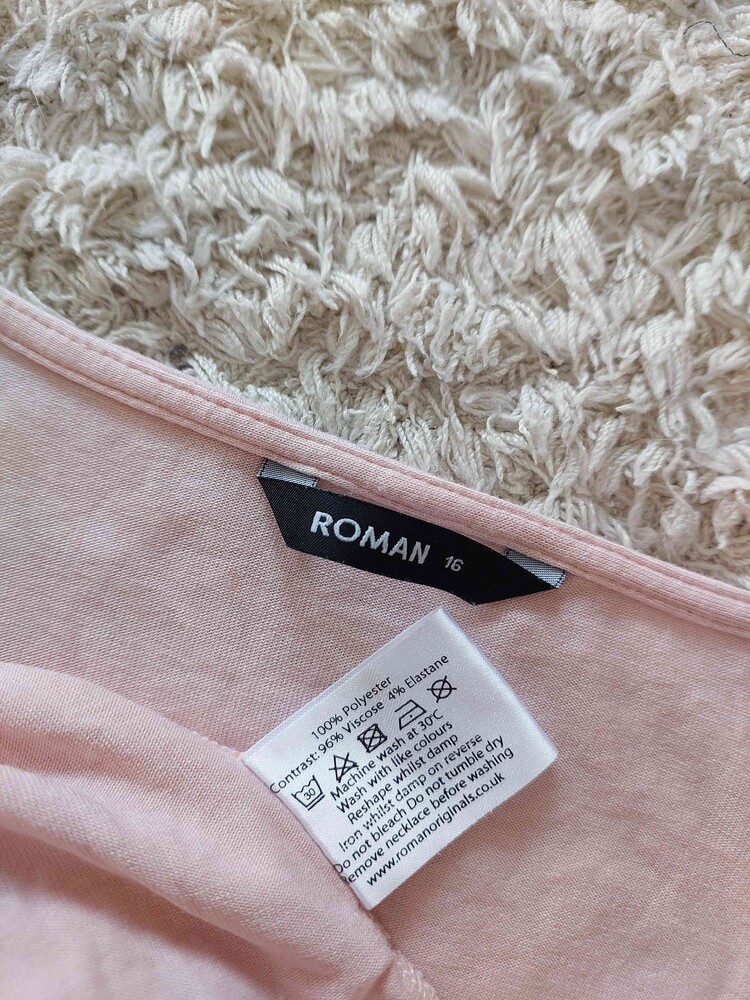 ROMAN 16
100% Polyester
Contrast: 96% Viscose 4% Elastane
30
Machine wash at 30°C
Wash with like colours
Reshape whilst damp
Iron whilst damp on reverse
Do not bleach Do not tumble dry
Remove necklace before washing
www.romanoriginals.co.uk